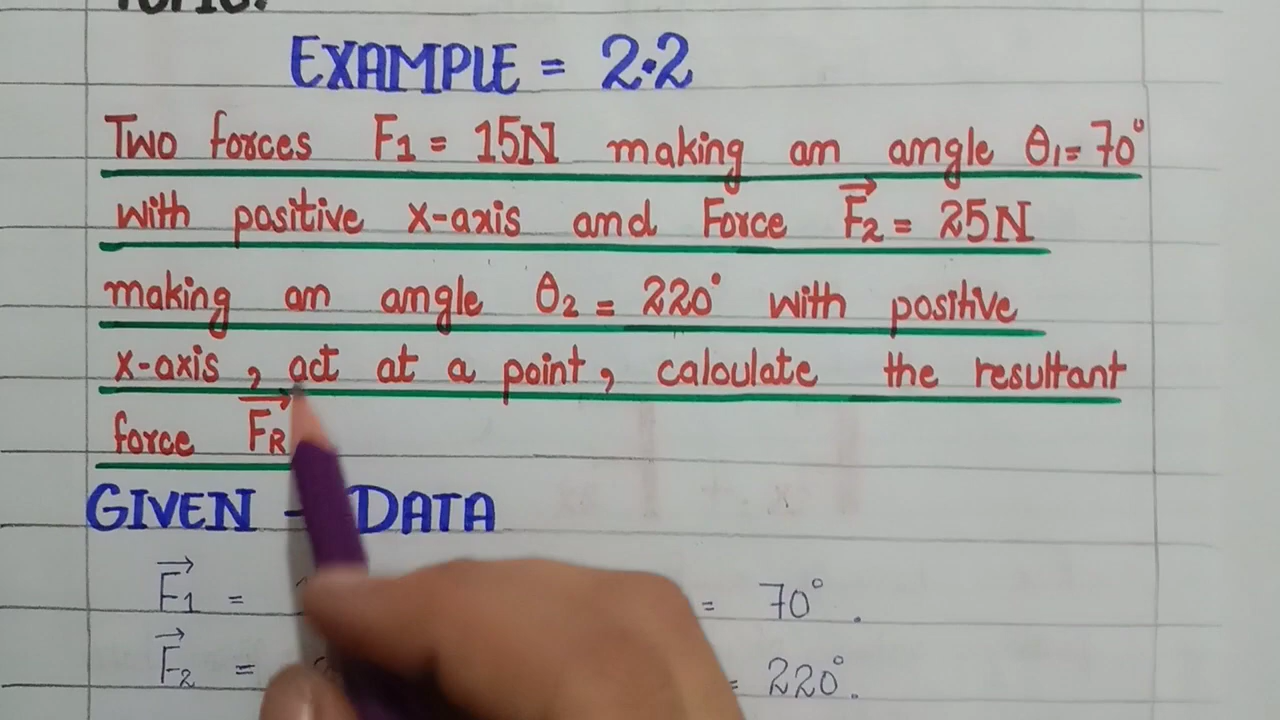 EXAMPLE = 2.2
Two forces F1 = 15N making an angle θ1= 70°
with positive x-axis and Force F2 = 25N
making an angle θ2 = 220° with positive
x-axis , act at a point, caloulate the resultant
force FR
GIVEN - DATA
F1 = = 70°.
F2 = = 220°.